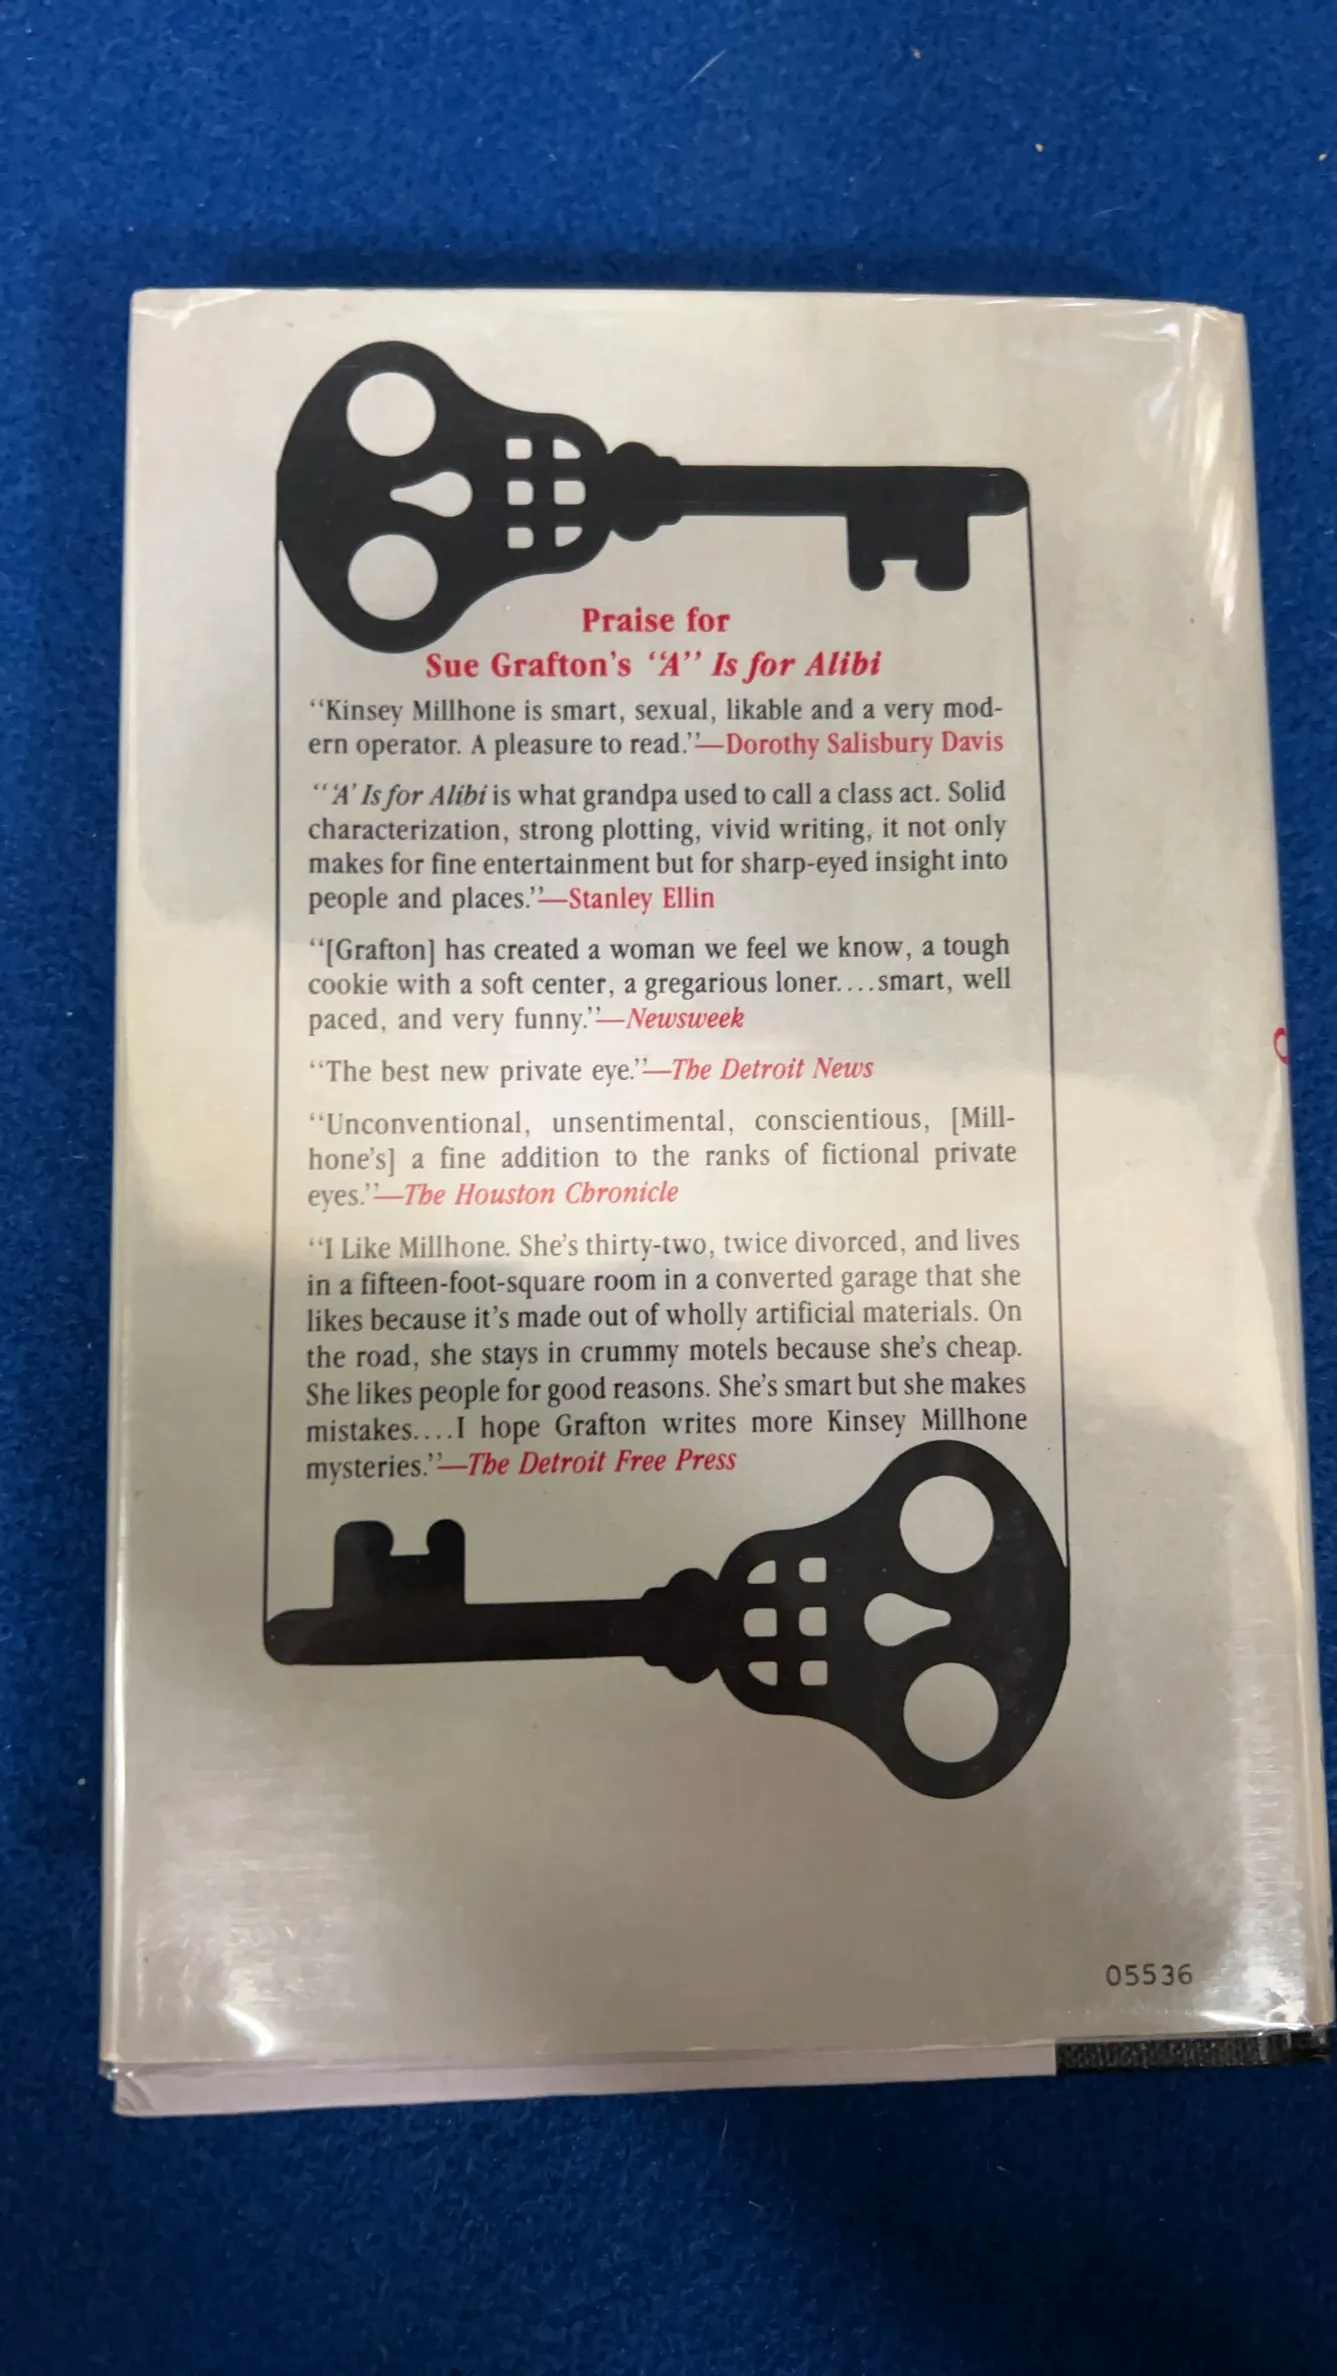 Praise for
Sue Grafton's "A" Is for Alibi
"Kinsey Millhone is smart, sexual, likable and a very mod-
ern operator. A pleasure to read."—Dorothy Salisbury Davis
"'A' Is for Alibi is what grandpa used to call a class act. Solid
characterization, strong plotting, vivid writing, it not only
makes for fine entertainment but for sharp-eyed insight into
people and places."—Stanley Ellin
"[Grafton] has created a woman we feel we know, a tough
cookie with a soft center, a gregarious loner....smart, well
paced, and very funny."—Newsweek
"The best new private eye."—The Detroit News
"Unconventional, unsentimental, conscientious, [Mill-
hone's] a fine addition to the ranks of fictional private
eyes."—The Houston Chronicle
"I Like Millhone. She's thirty-two, twice divorced, and lives
in a fifteen-foot-square room in a converted garage that she
likes because it's made out of wholly artificial materials. On
the road, she stays in crummy motels because she's cheap.
She likes people for good reasons. She's smart but she makes
mistakes....I hope Grafton writes more Kinsey Millhone
mysteries."—The Detroit Free Press
05536